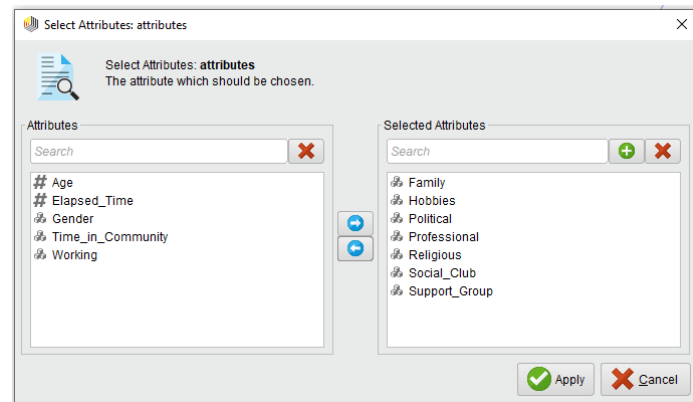 Select Attributes: attributes
Select Attributes: attributes
The attribute which should be chosen.
Attributes
Search
# Age
# Elapsed_Time
Gender
Time_in_Community
Working
Selected Attributes
Search
Family
Hobbies
Political
Professional
Religious
Social_Club
Support_Group
Apply
Cancel